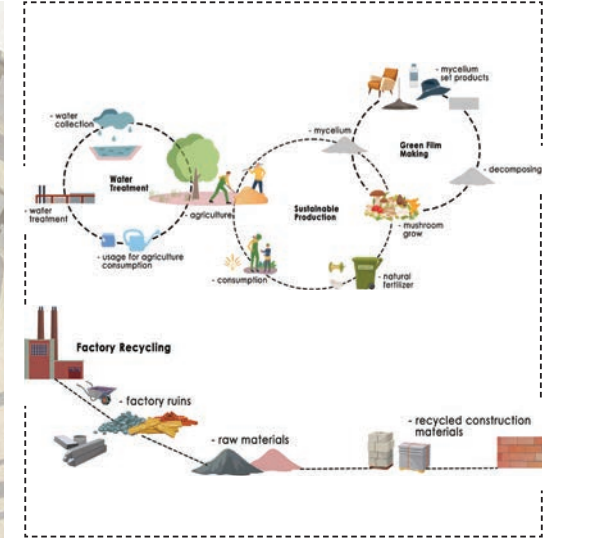 - mycelium
set products
- water
collection
- mycelium
Green Film
Making
Water
Treatment
- decomposing
Sustainable
Production
- water
treatment
- agriculture
- mushroom
grow
- usage for agriculture
consumption
- consumption
- natural
fertilizer
Factory Recycling
- factory ruins
- recycled construction
materials
- raw materials